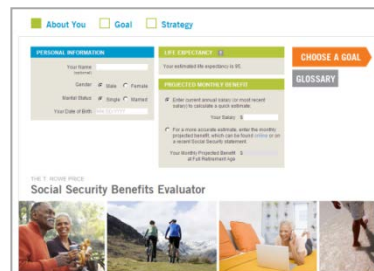 About You Goal Strategy
PERSONAL INFORMATION
Your Name
(optional)
Gender Male Female
Marital Status Single Married
Your Date of Birth
LIFE EXPECTANCY
Your estimated life expectancy is 95.
PROJECTED MONTHLY BENEFIT
Enter current annual salary (or most recent
salary) to calculate a quick estimate.
Your Salary $
For a more accurate estimate, enter the monthly
projected benefit, which can be found online or on
a recent Social Security statement.
Your Monthly Projected Benefit $
at Full Retirement Age
CHOOSE A GOAL
GLOSSARY
THE T. ROWE PRICE
Social Security Benefits Evaluator